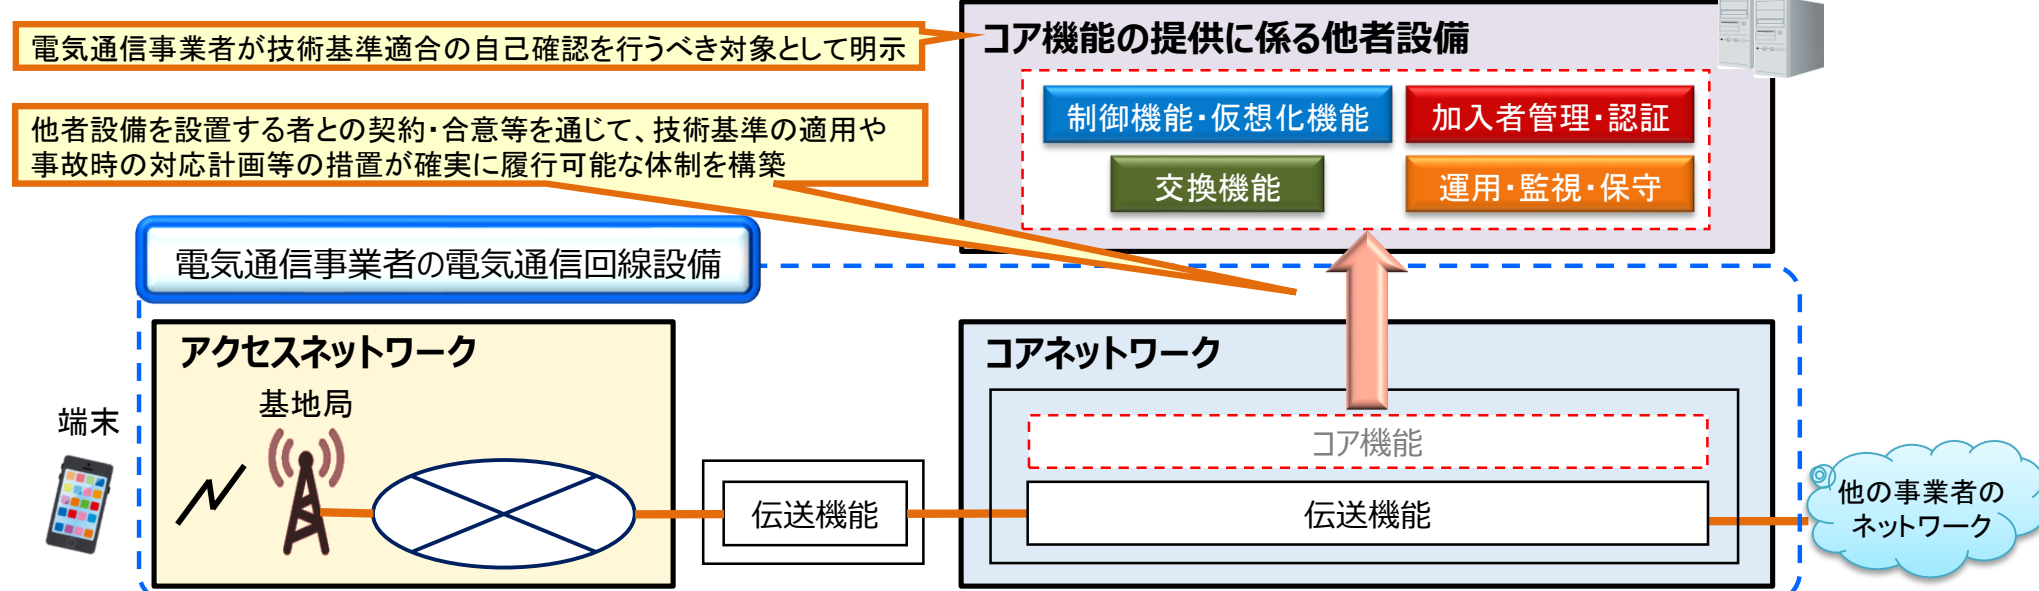 電気通信事業者が技術基準適合の自己確認を行うべき対象として明示
コア機能の提供に係る他者設備
制御機能・仮想化機能
加入者管理・認証
交換機能
運用・監視・保守
他者設備を設置する者との契約・合意等を通じて、技術基準の適用や
事故時の対応計画等の措置が確実に履行可能な体制を構築
電気通信事業者の電気通信回線設備
アクセスネットワーク
基地局
端末
伝送機能
コアネットワーク
コア機能
伝送機能
他の事業者の
ネットワーク